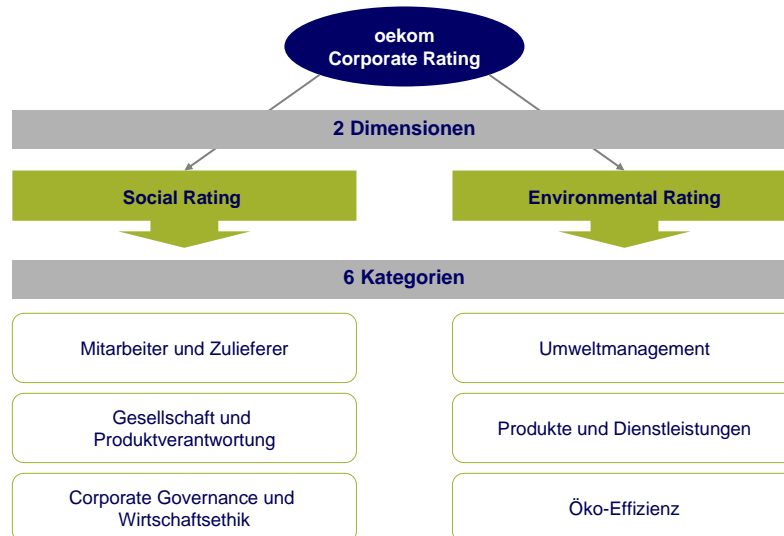 oekom
Corporate Rating
2 Dimensionen
Social Rating
Environmental Rating
6 Kategorien
Mitarbeiter und Zulieferer
Umweltmanagement
Gesellschaft und
Produktverantwortung
Produkte und Dienstleistungen
Corporate Governance und
Wirtschaftsethik
Öko-Effizienz